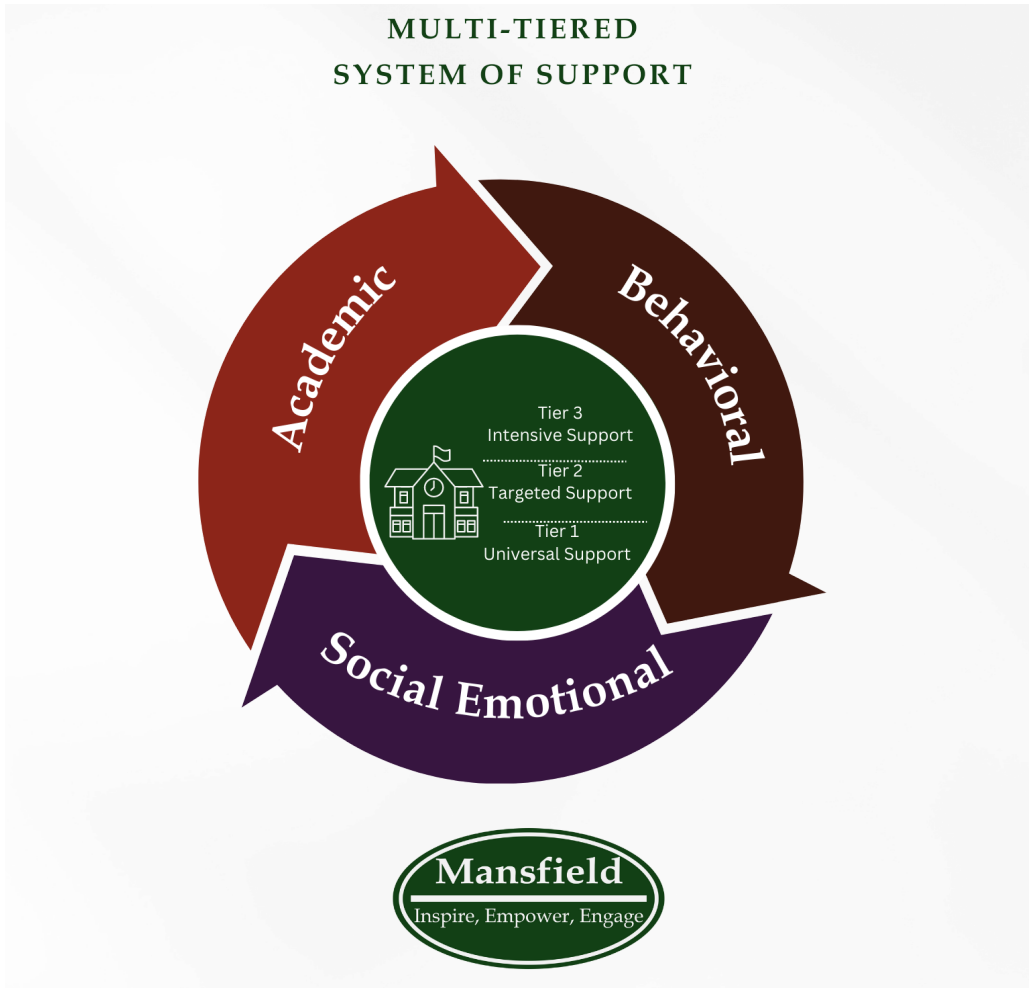 MULTI-TIERED
SYSTEM OF SUPPORT
Academic
Behavioral
Tier 3
Intensive Support
Tier 2
Targeted Support
Tier 1
Universal Support
Social Emotional
Mansfield
Inspire, Empower, Engage